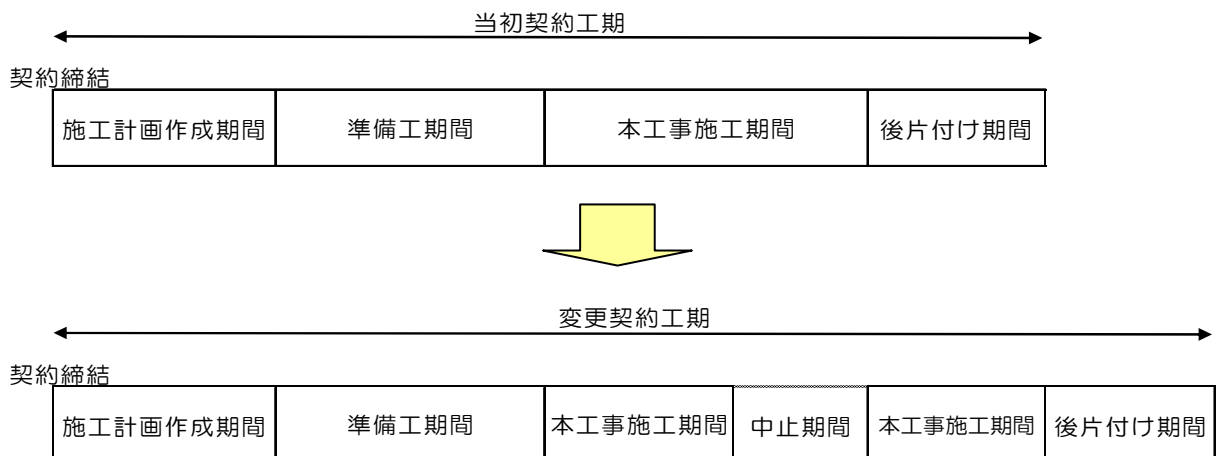 当初契約工期
契約締結
施工計画作成期間 準備工期間 本工事施工期間 後片付け期間
変更契約工期
契約締結
施工計画作成期間 準備工期間 本工事施工期間 中止期間 本工事施工期間 後片付け期間